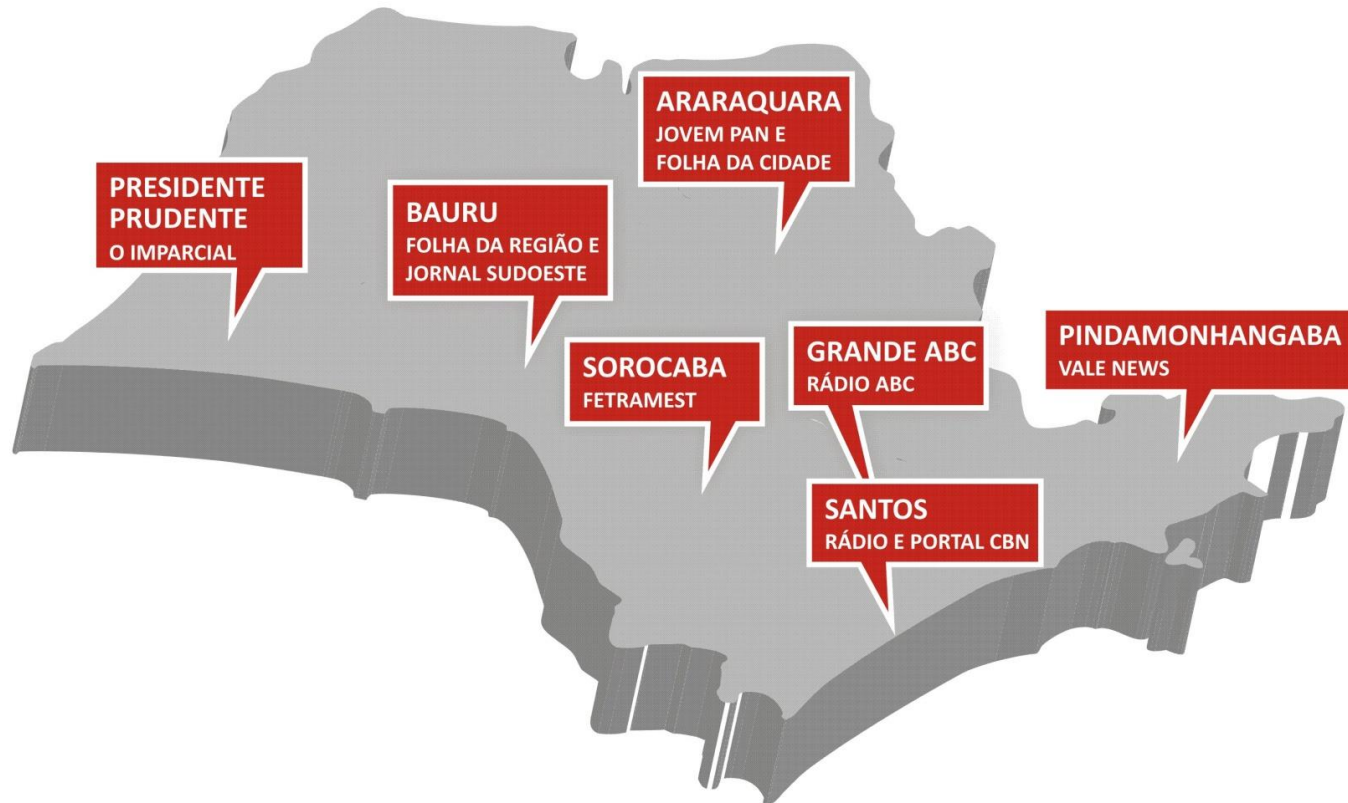 ARARAQUARA
JOVEM PAN E
FOLHA DA CIDADE
PRESIDENTE
PRUDENTE
O IMPARCIAL
BAURU
FOLHA DA REGIÃO E
JORNAL SUDOESTE
SOROCABA
FETRAMEST
GRANDE ABC
RÁDIO ABC
PINDAMONHANGABA
VALE NEWS
SANTOS
RÁDIO E PORTAL CBN